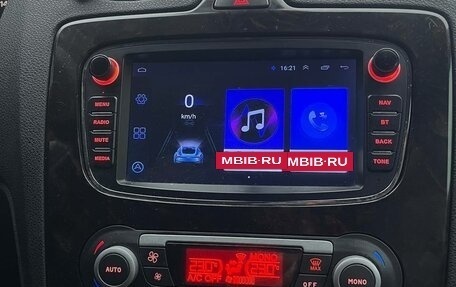 16:21
0
km/h
MBIB.RU
MBIB.RU
MENU
RADIO
MUTE
MEDIA
NAV
BT
BACK
TONE
MONO
A/C OFF
AUTO
MAX
OFF
MONO